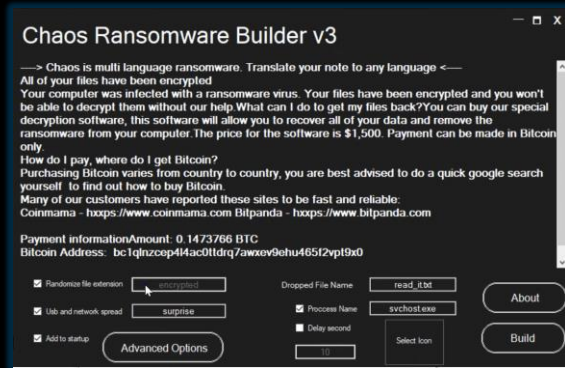 Chaos Ransomware Builder v3
----> Chaos is multi language ransomware. Translate your note to any language <----
All of your files have been encrypted
Your computer was infected with a ransomware virus. Your files have been encrypted and you won't
be able to decrypt them without our help.What can I do to get my files back?You can buy our special
decryption software, this software will allow you to recover all of your data and remove the
ransomware from your computer.The price for the software is $1,500. Payment can be made in Bitcoin
only.
How do I pay, where do I get Bitcoin?
Purchasing Bitcoin varies from country to country, you are best advised to do a quick google search
yourself to find out how to buy Bitcoin.
Many of our customers have reported these sites to be fast and reliable:
Coinmama - hxxps://www.coinmama.com Bitpanda - hxxps://www.bitpanda.com
Payment informationAmount: 0.1473766 BTC
Bitcoin Address: bc1qlnzcep4l4ac0ttdrq7awxev9ehu465f2vpt9x0
Randomize file extension encrypted Dropped File Name read_it.txt
Usb and network spread surprise Proccess Name svchost.exe
About
Add to startup Advanced Options Delay second 10 Select Icon
Build